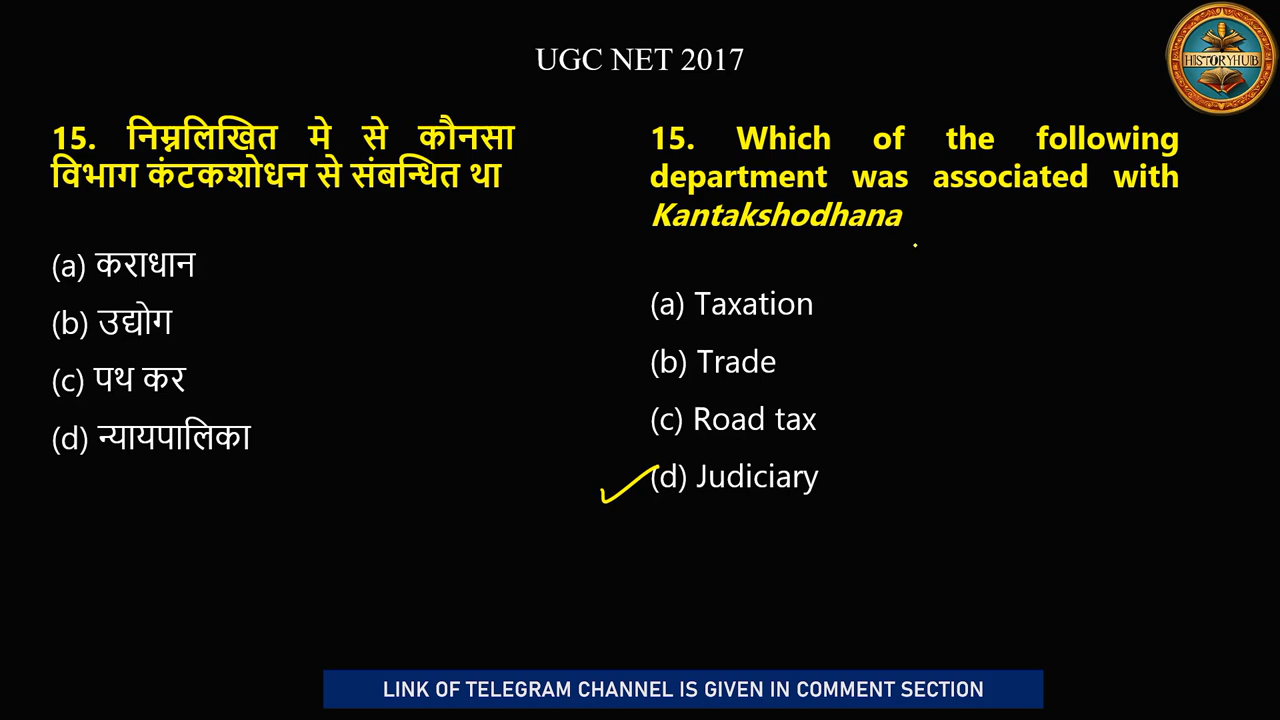 UGC NET 2017
HISTORYHUB
15. निम्नलिखित मे से कौनसा
विभाग कंटकशोधन से संबन्धित था
(a) कराधान
(b) उद्योग
(c) पथ कर
(d) न्यायपालिका
15. Which of the following
department was associated with
Kantakshodhana
(a) Taxation
(b) Trade
(c) Road tax
(d) Judiciary
LINK OF TELEGRAM CHANNEL IS GIVEN IN COMMENT SECTION